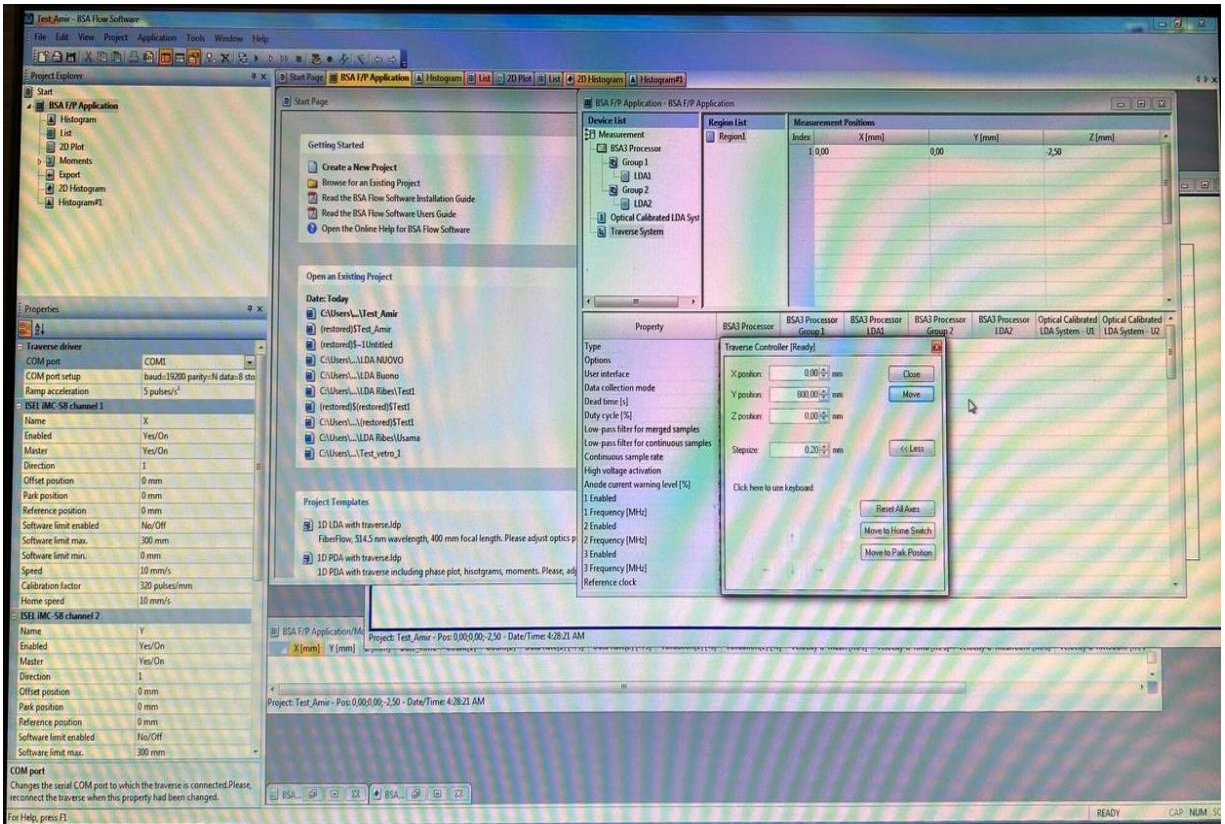 Test_Amir - BSA Flow Software
File Edit View Project Application Tools Window Help
Project Explorer
Start
BSA F/P Application
Histogram
List
2D Plot
Moments
Export
2D Histogram
Histogram#1
Start Page BSA F/P Application Histogram List 2D Plot List 2D Histogram Histogram#1
Start Page
Getting Started
Create a New Project
Browse for an Existing Project
Read the BSA Flow Software Installation Guide
Read the BSA Flow Software Users Guide
Open the Online Help for BSA Flow Software
Open an Existing Project
Date: Today
C:\Users\...\Test_Amir
(restored)$Test_Amir
(restored)$~1Untitled
C:\Users\...\LDA NUOVO
C:\Users\...\LDA Buono
C:\Users\...\LDA Ribes\Test1
(restored)$(restored)$Test1
C:\Users\...\(restored)$Test1
C:\Users\...\LDA Ribes\Usama
C:\Users\...\Test_vetro_1
Project Templates
1D LDA with traverse.ldp
FiberFlow, 514.5 nm wavelength, 400 mm focal length. Please adjust optics p
1D PDA with traverse.ldp
1D PDA with traverse including phase plot, hisotgrams, moments. Please, adj
BSA F/P Application - BSA F/P Application
Device List
Measurement
BSA3 Processor
Group 1
LDA1
Group 2
LDA2
Optical Calibrated LDA Syst
Traverse System
Region List
Region1
Measurement Positions
Index X [mm] Y [mm] Z [mm]
1 0,00 0,00 -2,50
Property BSA3 Processor BSA3 Processor Group 1 BSA3 Processor LDA1 BSA3 Processor Group 2 BSA3 Processor LDA2 Optical Calibrated LDA System - U1 Optical Calibrated LDA System - U2
Type
Options
User interface
Data collection mode
Dead time [s]
Duty cycle [%]
Low-pass filter for merged samples
Low-pass filter for continuous samples
Continuous sample rate
High voltage activation
Anode current warning level [%]
1 Enabled
1 Frequency [MHz]
2 Enabled
2 Frequency [MHz]
3 Enabled
3 Frequency [MHz]
Reference clock
Traverse Controller [Ready]
X position: 0,00 mm Close
Y position: 800,00 mm Move
Z position: 0,00 mm
Stepsize: 0,20 mm << Less
Click here to use keyboard
Reset All Axes
Move to Home Switch
Move to Park Position
Properties
Traverse driver
COM port COM1
COM port setup baud=19200 parity=N data=8 sto
Ramp acceleration 5 pulses/s²
ISEL iMC-S8 channel 1
Name X
Enabled Yes/On
Master Yes/On
Direction 1
Offset position 0 mm
Park position 0 mm
Reference position 0 mm
Software limit enabled No/Off
Software limit max. 300 mm
Software limit min. 0 mm
Speed 10 mm/s
Calibration factor 320 pulses/mm
Home speed 10 mm/s
ISEL iMC-S8 channel 2
Name Y
Enabled Yes/On
Master Yes/On
Direction 1
Offset position 0 mm
Park position 0 mm
Reference position 0 mm
Software limit enabled No/Off
Software limit max. 300 mm
COM port
Changes the serial COM port to which the traverse is connected.Please,
reconnect the traverse when this property had been changed.
BSA F/P Application/Mo
Project: Test_Amir - Pos: 0,00;0,00;-2,50 - Date/Time: 4:28:21 AM
X [mm] Y [mm]
Project: Test_Amir - Pos: 0,00;0,00;-2,50 - Date/Time: 4:28:21 AM
BSA... BSA...
For Help, press F1
READY CAP NUM